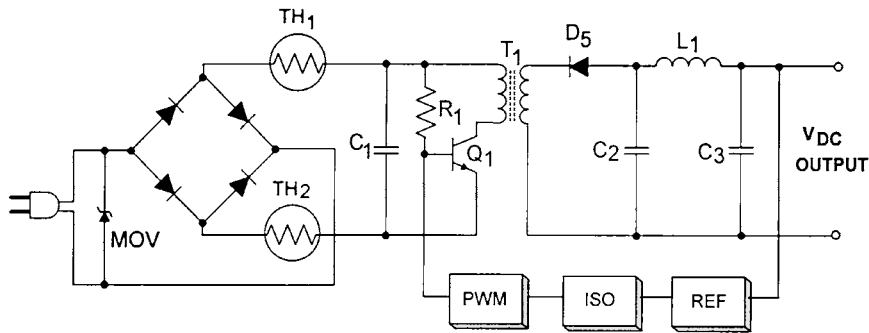 TH1
T1
D5
L1
R1
C1
Q1
C2
C3
VDC
OUTPUT
TH2
MOV
PWM
ISO
REF